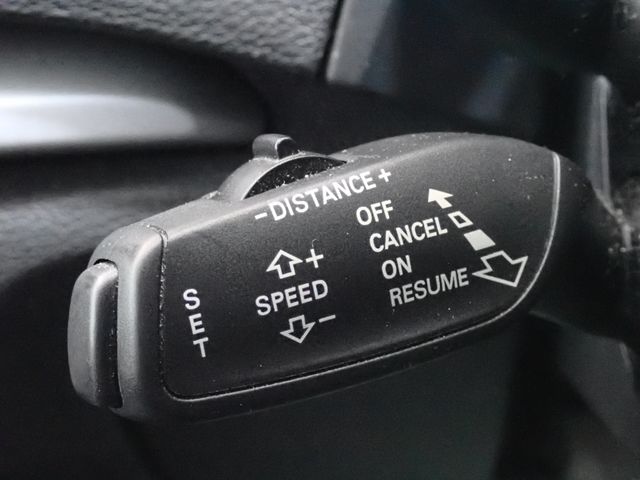 -DISTANCE+
OFF
CANCEL
ON
RESUME
+
SPEED
-
SET